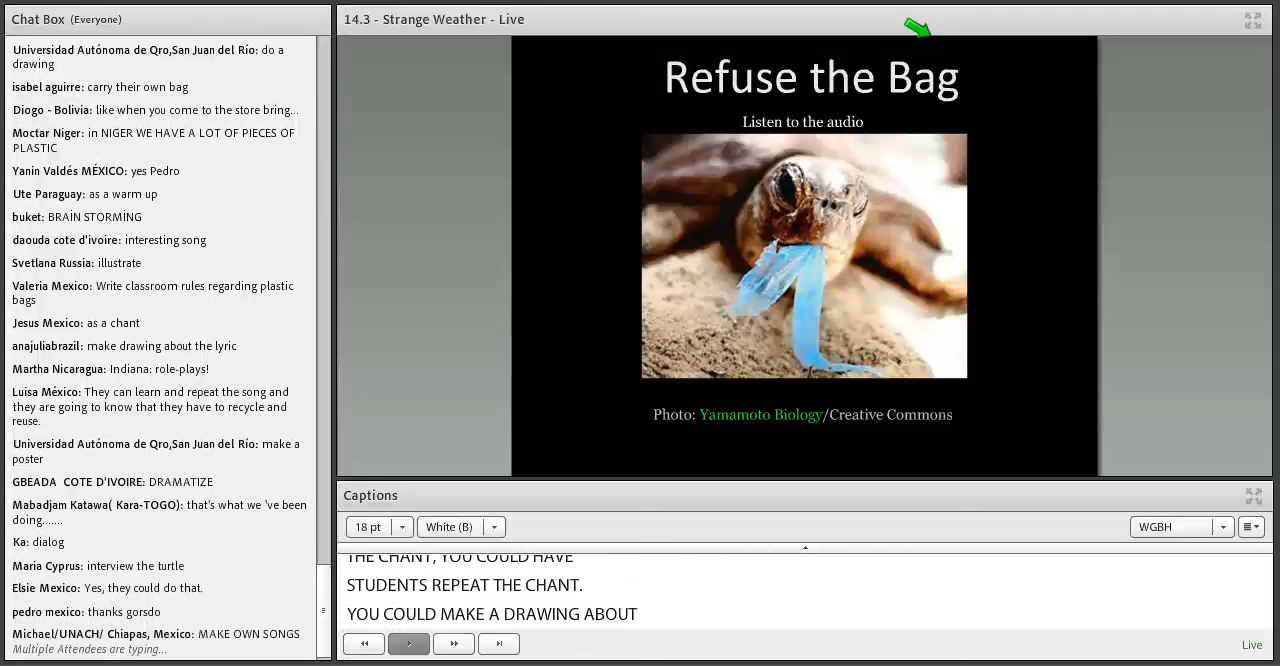 Chat Box (Everyone)
Universidad Autónoma de Qro,San Juan del Río: do a
drawing
isabel aguirre: carry their own bag
Diogo - Bolivia: like when you come to the store bring...
Moctar Niger: in NIGER WE HAVE A LOT OF PIECES OF
PLASTIC
Yanin Valdés MÉXICO: yes Pedro
Ute Paraguay: as a warm up
buket: BRAİN STORMİNG
daouda cote d'ivoire: interesting song
Svetlana Russia: illustrate
Valeria Mexico: Write classroom rules regarding plastic
bags
Jesus Mexico: as a chant
anajuliabrazil: make drawing about the lyric
Martha Nicaragua: Indiana: role-plays!
Luisa México: They can learn and repeat the song and
they are going to know that they have to recycle and
reuse.
Universidad Autónoma de Qro,San Juan del Río: make a
poster
GBEADA  COTE D'IVOIRE: DRAMATIZE
Mabadjam Katawa( Kara-TOGO): that's what we 've been
doing.......
Ka: dialog
Maria Cyprus: interview the turtle
Elsie Mexico: Yes, they could do that.
pedro mexico: thanks gorsdo
Michael/UNACH/ Chiapas, Mexico: MAKE OWN SONGS
Multiple Attendees are typing...
14.3 - Strange Weather - Live
Refuse the Bag
Listen to the audio
Photo: Yamamoto Biology/Creative Commons
Captions
18 pt
White (B)
WGBH
THE CHANT, YOU COULD HAVE
STUDENTS REPEAT THE CHANT.
YOU COULD MAKE A DRAWING ABOUT
Live